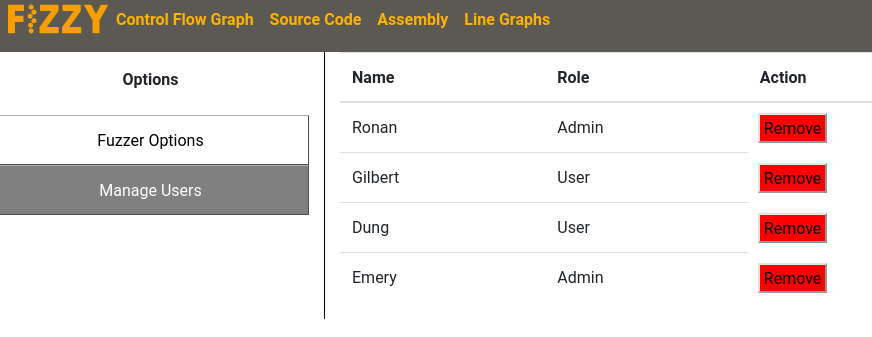 FIZZY Control Flow Graph Source Code Assembly Line Graphs
Options
Fuzzer Options
Manage Users
Name Role Action
Ronan Admin Remove
Gilbert User Remove
Dung User Remove
Emery Admin Remove